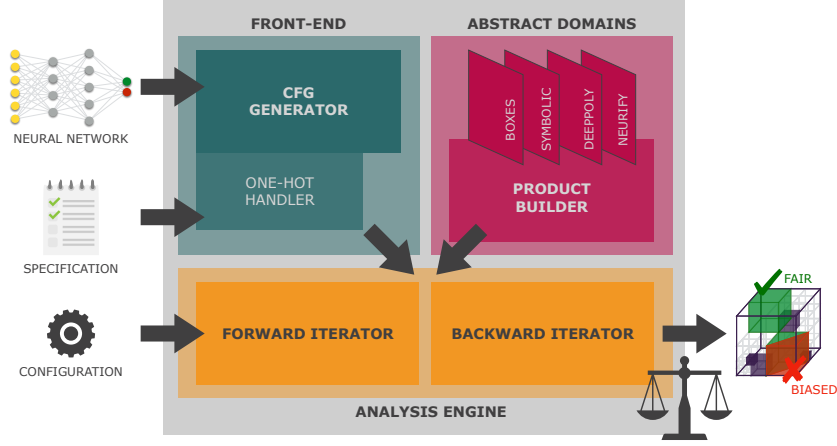 FRONT-END
ABSTRACT DOMAINS
CFG
GENERATOR
BOXES
SYMBOLIC
DEEPPOLY
NEURIFY
NEURAL NETWORK
ONE-HOT
HANDLER
PRODUCT
BUILDER
SPECIFICATION
FAIR
FORWARD ITERATOR
BACKWARD ITERATOR
CONFIGURATION
BIASED
ANALYSIS ENGINE